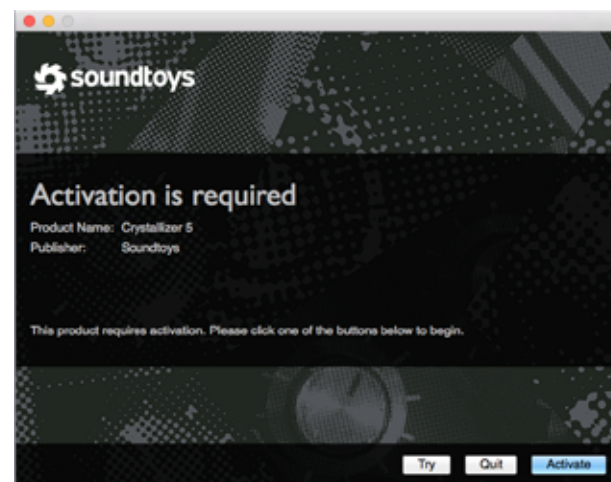 soundtoys
Activation is required
Product Name: Crystallizer 5
Publisher: Soundtoys
This product requires activation. Please click one of the buttons below to begin.
Try Quit Activate